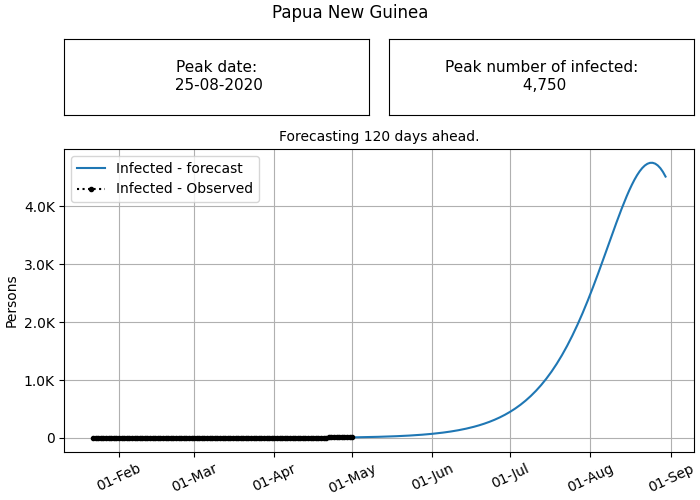 Papua New Guinea
Peak date:
25-08-2020
Peak number of infected:
4,750
Forecasting 120 days ahead.
Infected - forecast
Infected - Observed
4.0K
3.0K
2.0K
1.0K
0
Persons
01-Feb
01-Mar
01-Apr
01-May
01-Jun
01-Jul
01-Aug
01-Sep